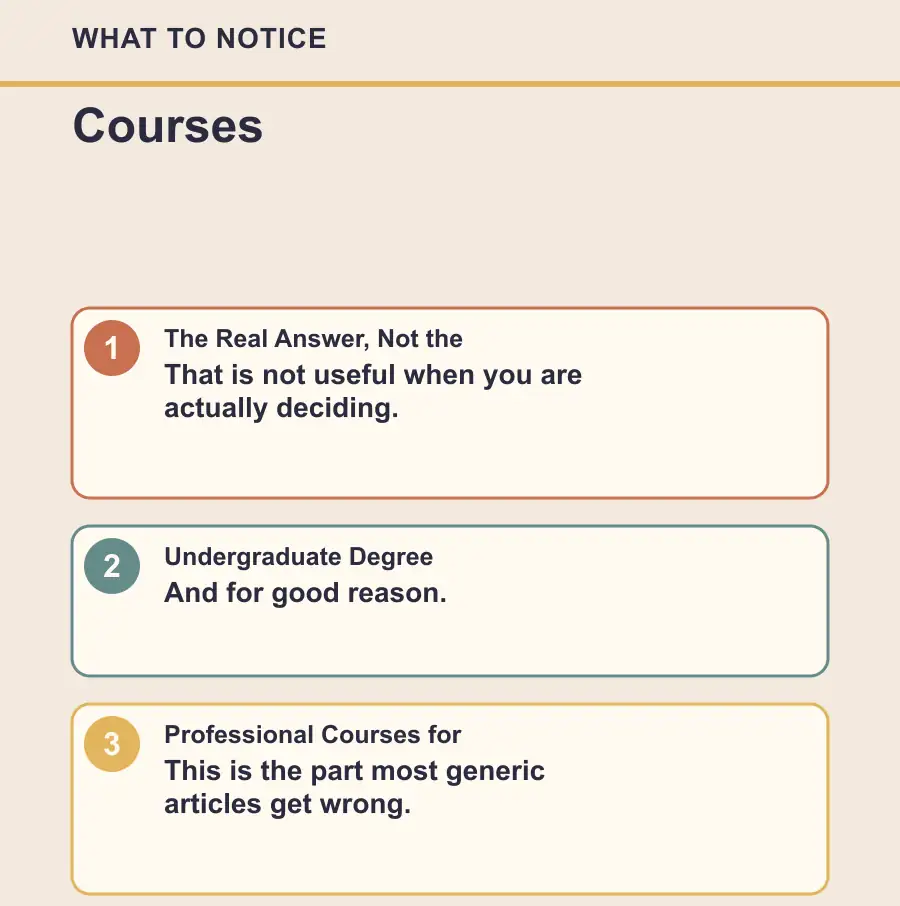 WHAT TO NOTICE
Courses
1
The Real Answer, Not the
That is not useful when you are
actually deciding.
2
Undergraduate Degree
And for good reason.
3
Professional Courses for
This is the part most generic
articles get wrong.